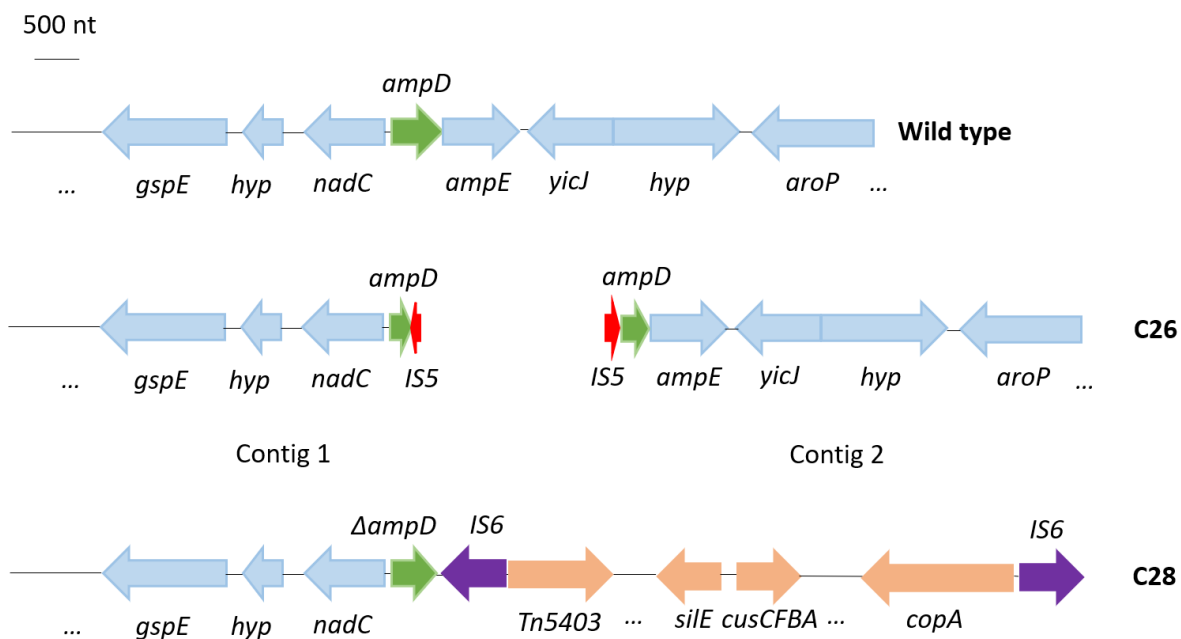 500 nt
ampD
Wild type
... gspE hyp nadC ampE yicJ hyp aroP ...
ampD ampD
C26
... gspE hyp nadC IS5 IS5 ampE yicJ hyp aroP ...
Contig 1 Contig 2
ΔampD IS6 IS6
C28
... gspE hyp nadC Tn5403 ... silE cusCFBA ... copA